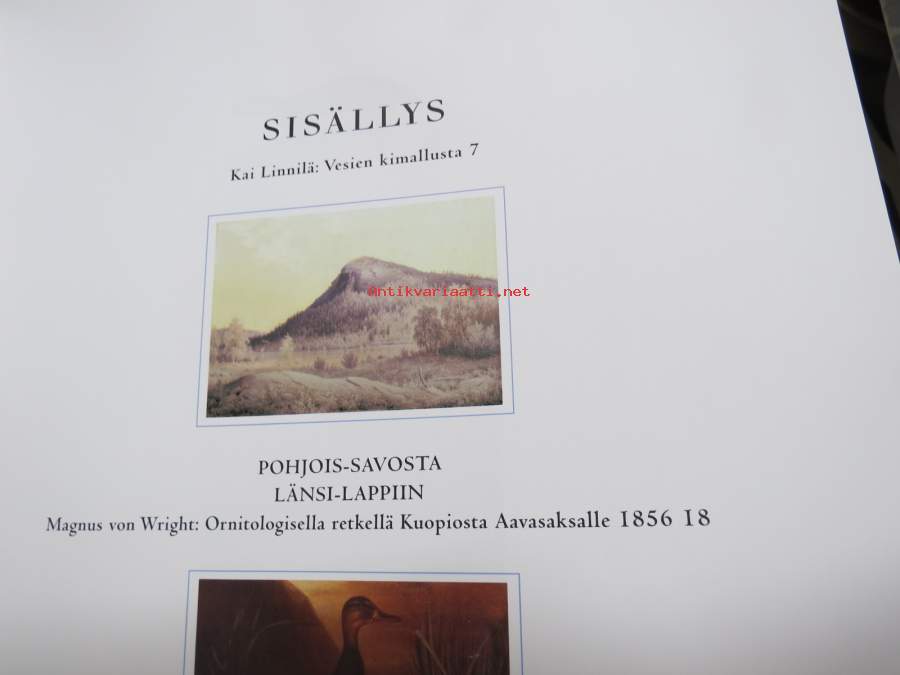 SISÄLLYS
Kai Linnilä: Vesien kimallusta 7
Antikvariaatti.net
POHJOIS-SAVOSTA
LÄNSI-LAPPIIN
Magnus von Wright: Ornitologisella retkellä Kuopiosta Aavasaksalle 1856 18